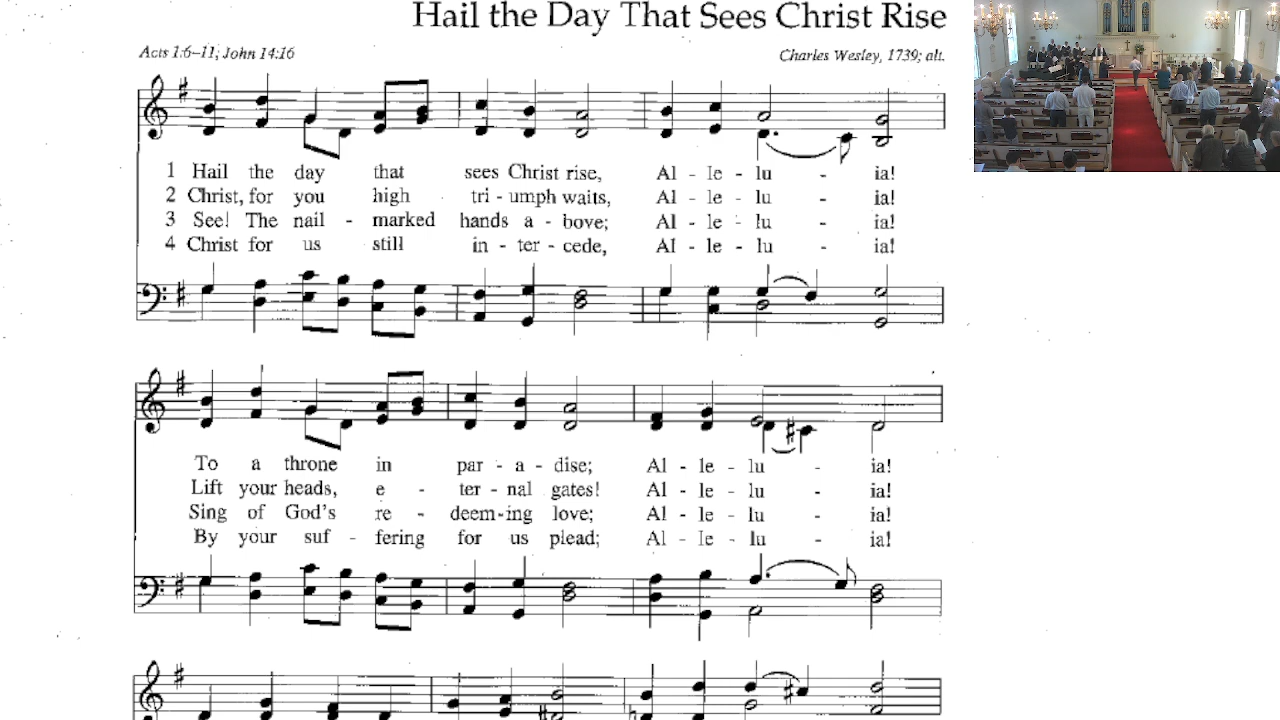 Hail the Day That Sees Christ Rise
Acts 1:6–11; John 14:16
Charles Wesley, 1739; alt.
1 Hail the day that sees Christ rise, Al - le - lu - ia!
2 Christ, for you high tri - umph waits, Al - le - lu - ia!
3 See! The nail - marked hands a - bove; Al - le - lu - ia!
4 Christ for us still in - ter - cede, Al - le - lu - ia!
To a throne in par - a - dise; Al - le - lu - ia!
Lift your heads, e - ter - nal gates! Al - le - lu - ia!
Sing of God's re - deem - ing love; Al - le - lu - ia!
By your suf - fering for us plead; Al - le - lu - ia!